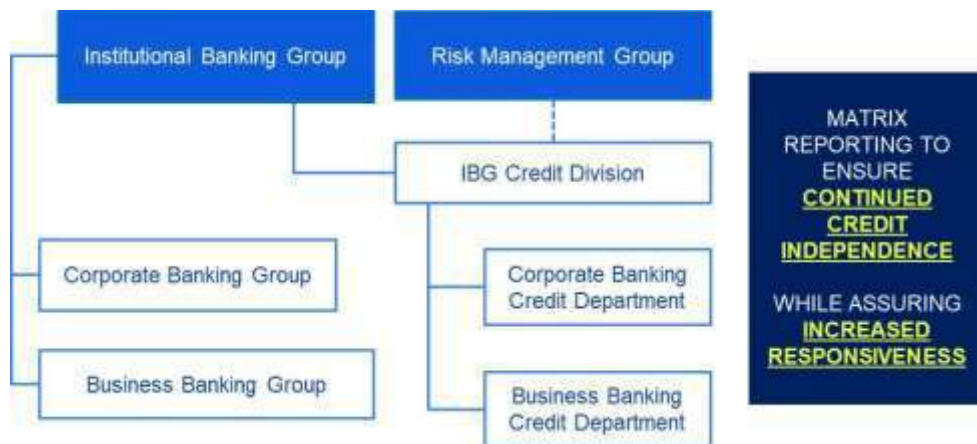 Institutional Banking Group
Risk Management Group
IBG Credit Division
Corporate Banking Group
Corporate Banking
Credit Department
Business Banking Group
Business Banking
Credit Department
MATRIX
REPORTING TO
ENSURE
CONTINUED
CREDIT
INDEPENDENCE
WHILE ASSURING
INCREASED
RESPONSIVENESS